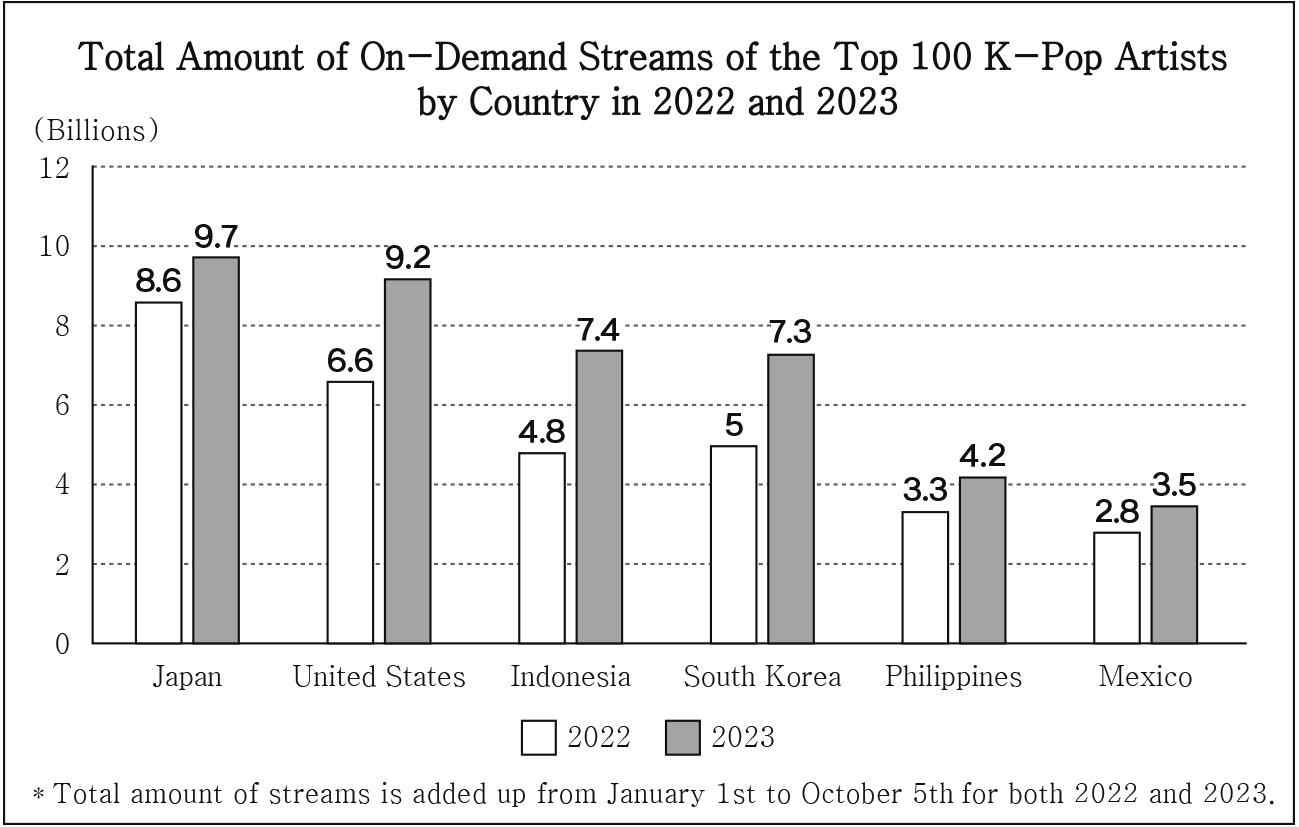 Total Amount of On-Demand Streams of the Top 100 K-Pop Artists
by Country in 2022 and 2023
(Billions)
12
10
8
6
4
2
0
8.6 9.7
6.6 9.2
4.8 7.4
5 7.3
3.3 4.2
2.8 3.5
Japan United States Indonesia South Korea Philippines Mexico
2022 2023
* Total amount of streams is added up from January 1st to October 5th for both 2022 and 2023.